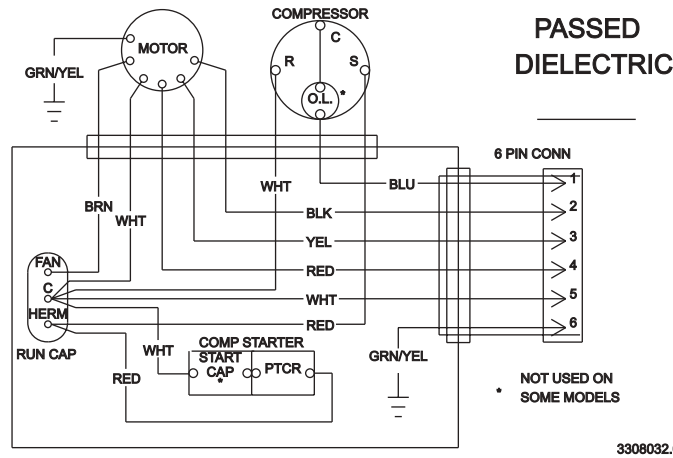 COMPRESSOR
PASSED
DIELECTRIC
MOTOR
C
R
S
GRN/YEL
O.L.
*
6 PIN CONN
1
WHT
BLU
BRN
WHT
BLK
2
YEL
3
FAN
RED
4
C
WHT
5
HERM
RED
6
RUN CAP
WHT
COMP STARTER
START
CAP
*
PTCR
GRN/YEL
RED
* NOT USED ON
SOME MODELS
3308032.